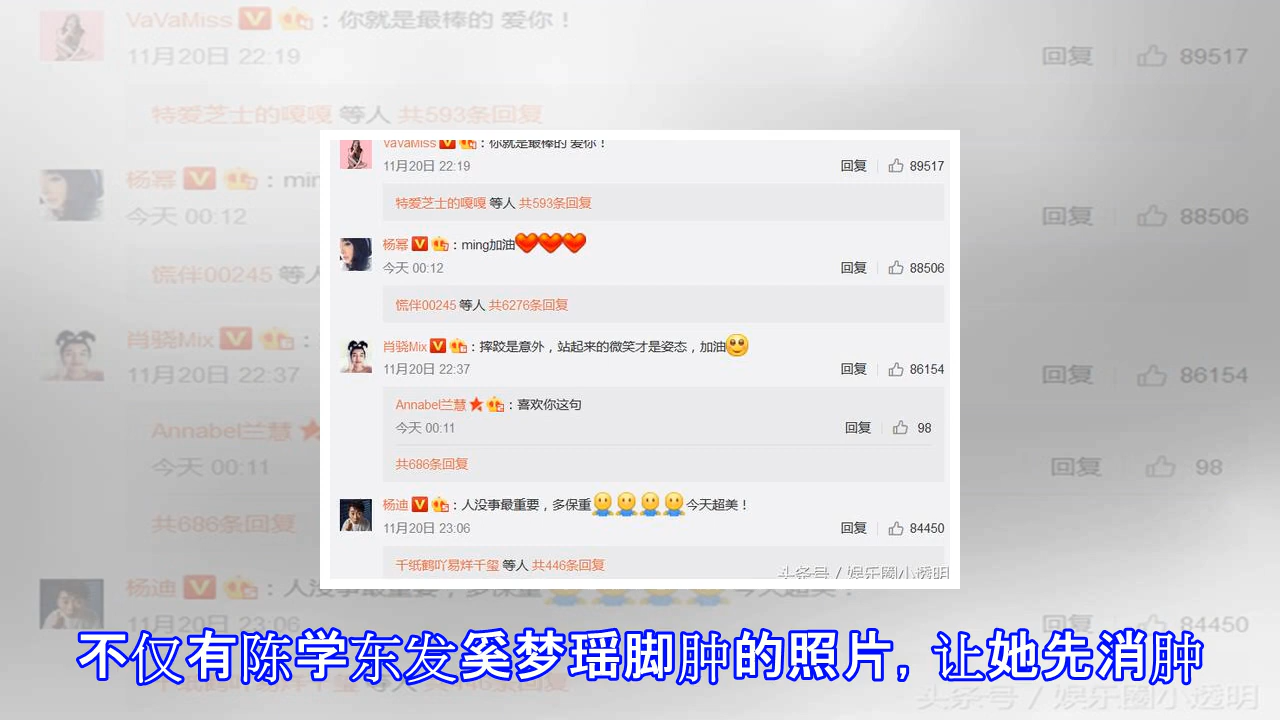 VaVaMiss : 你就是最棒的 爱你！
11月20日 22:19 回复 89517
特爱芝士的嘎嘎 等人 共593条回复
杨幂 : ming加油
今天 00:12 回复 88506
慌伴00245 等人 共6276条回复
肖骁Mix : 摔跤是意外，站起来的微笑才是姿态，加油
11月20日 22:37 回复 86154
Annabel兰慧 : 喜欢你这句
今天 00:11 回复 98
共686条回复
杨迪 : 人没事最重要，多保重 今天超美！
11月20日 23:06 回复 84450
千纸鹤吖易烊千玺 等人 共446条回复
头条号 / 娱乐圈小透明
不仅有陈学东发奚梦瑶脚肿的照片, 让她先消肿